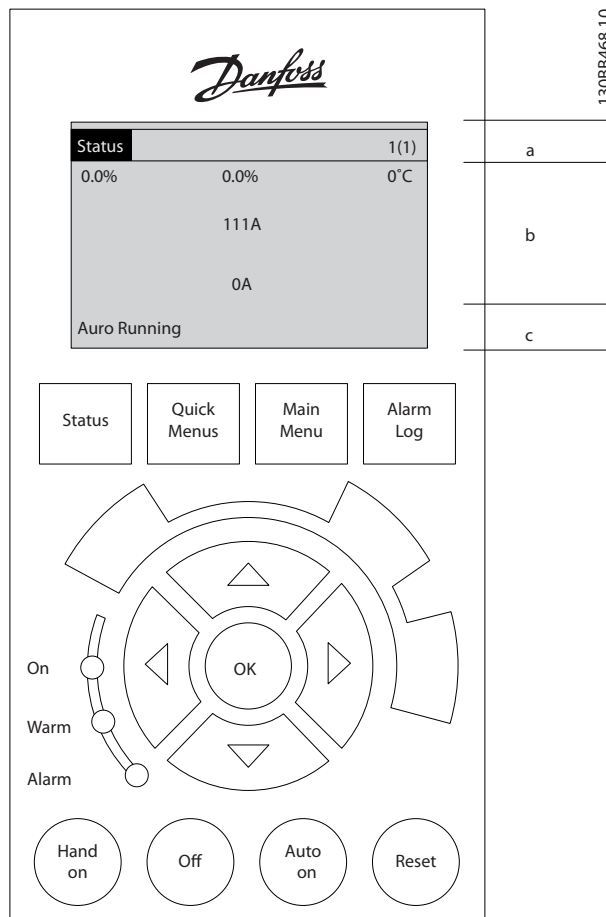 130BB468.10
Danfoss
Status 1(1)
0.0% 0.0% 0°C
111A
0A
Auro Running
a
b
c
Status
Quick
Menus
Main
Menu
Alarm
Log
OK
On
Warm
Alarm
Hand
on
Off
Auto
on
Reset